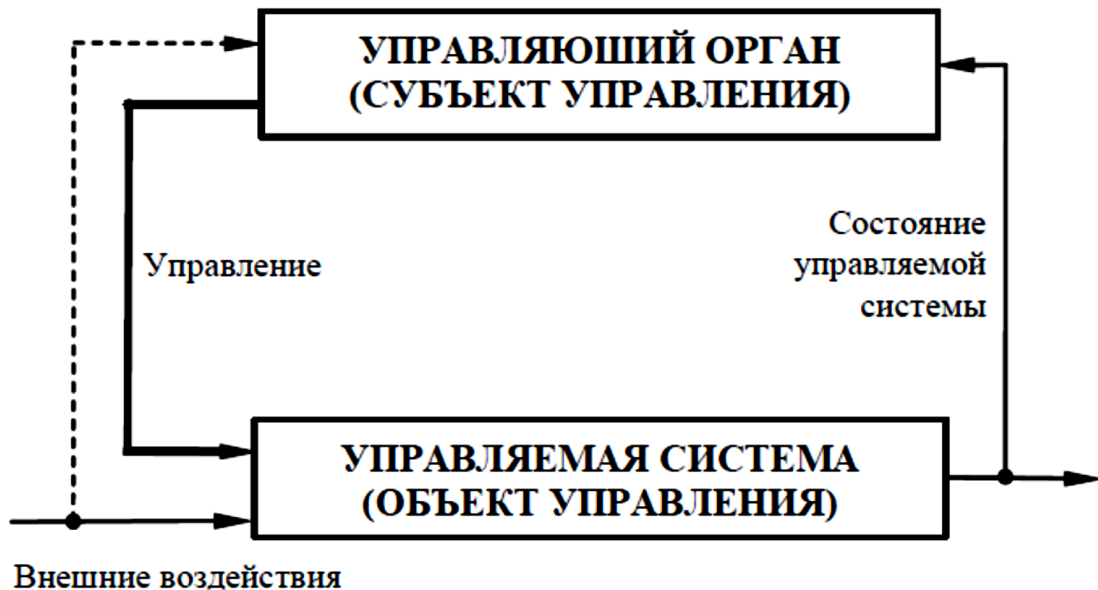 УПРАВЛЯЮШИЙ ОРГАН
(СУБЪЕКТ УПРАВЛЕНИЯ)
Управление
Состояние
управляемой
системы
УПРАВЛЯЕМАЯ СИСТЕМА
(ОБЪЕКТ УПРАВЛЕНИЯ)
Внешние воздействия